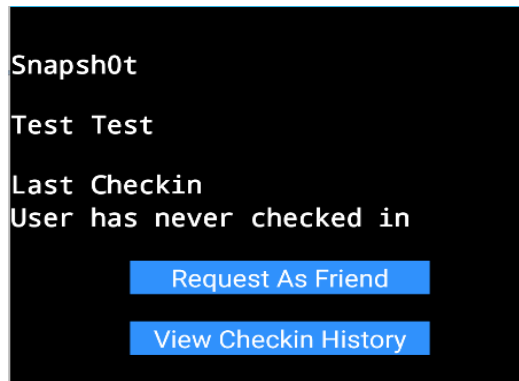 Snapsh0t
Test Test
Last Checkin
User has never checked in
Request As Friend
View Checkin History